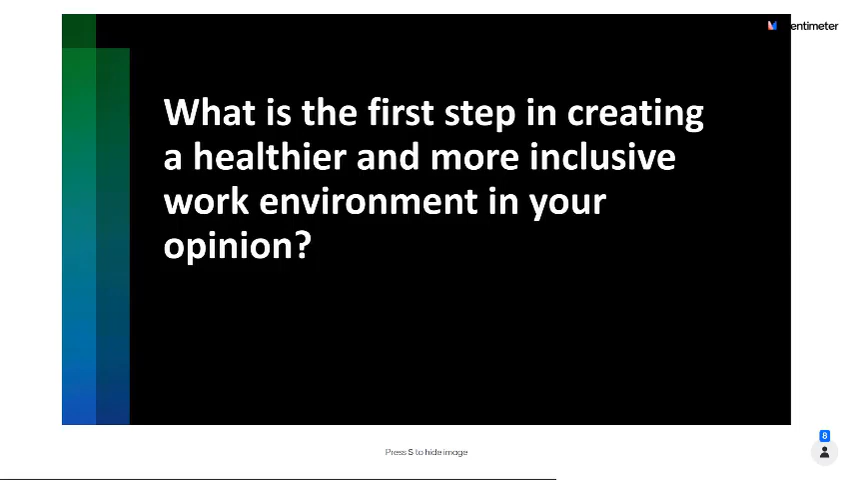 entimeter
What is the first step in creating
a healthier and more inclusive
work environment in your
opinion?
Press S to hide image
8